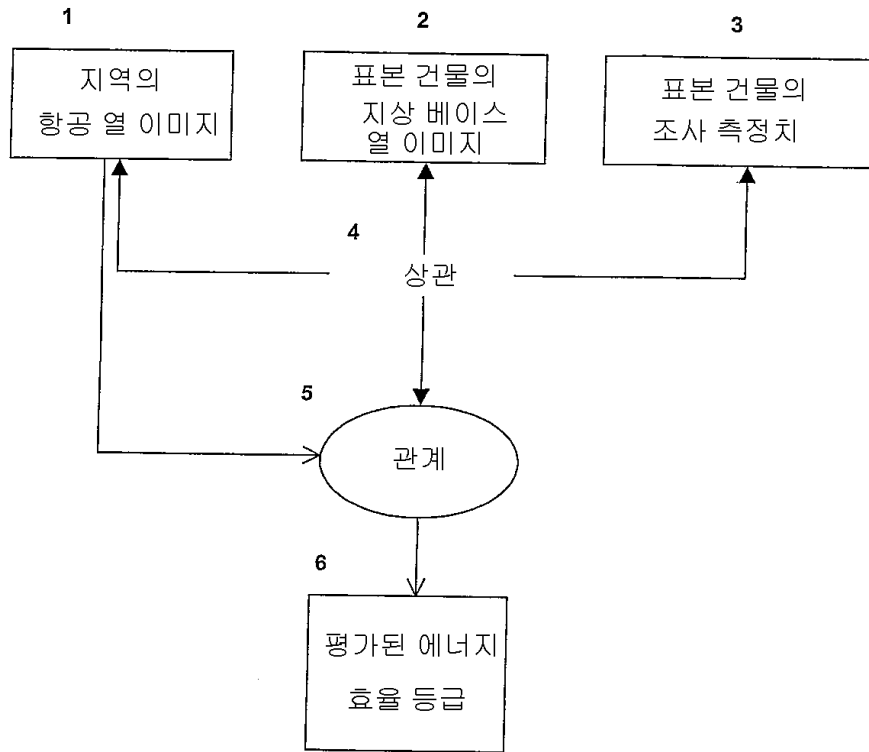 1
지역의
항공 열 이미지
2
표본 건물의
지상 베이스
열 이미지
3
표본 건물의
조사 측정치
4
상관
5
관계
6
평가된 에너지
효율 등급